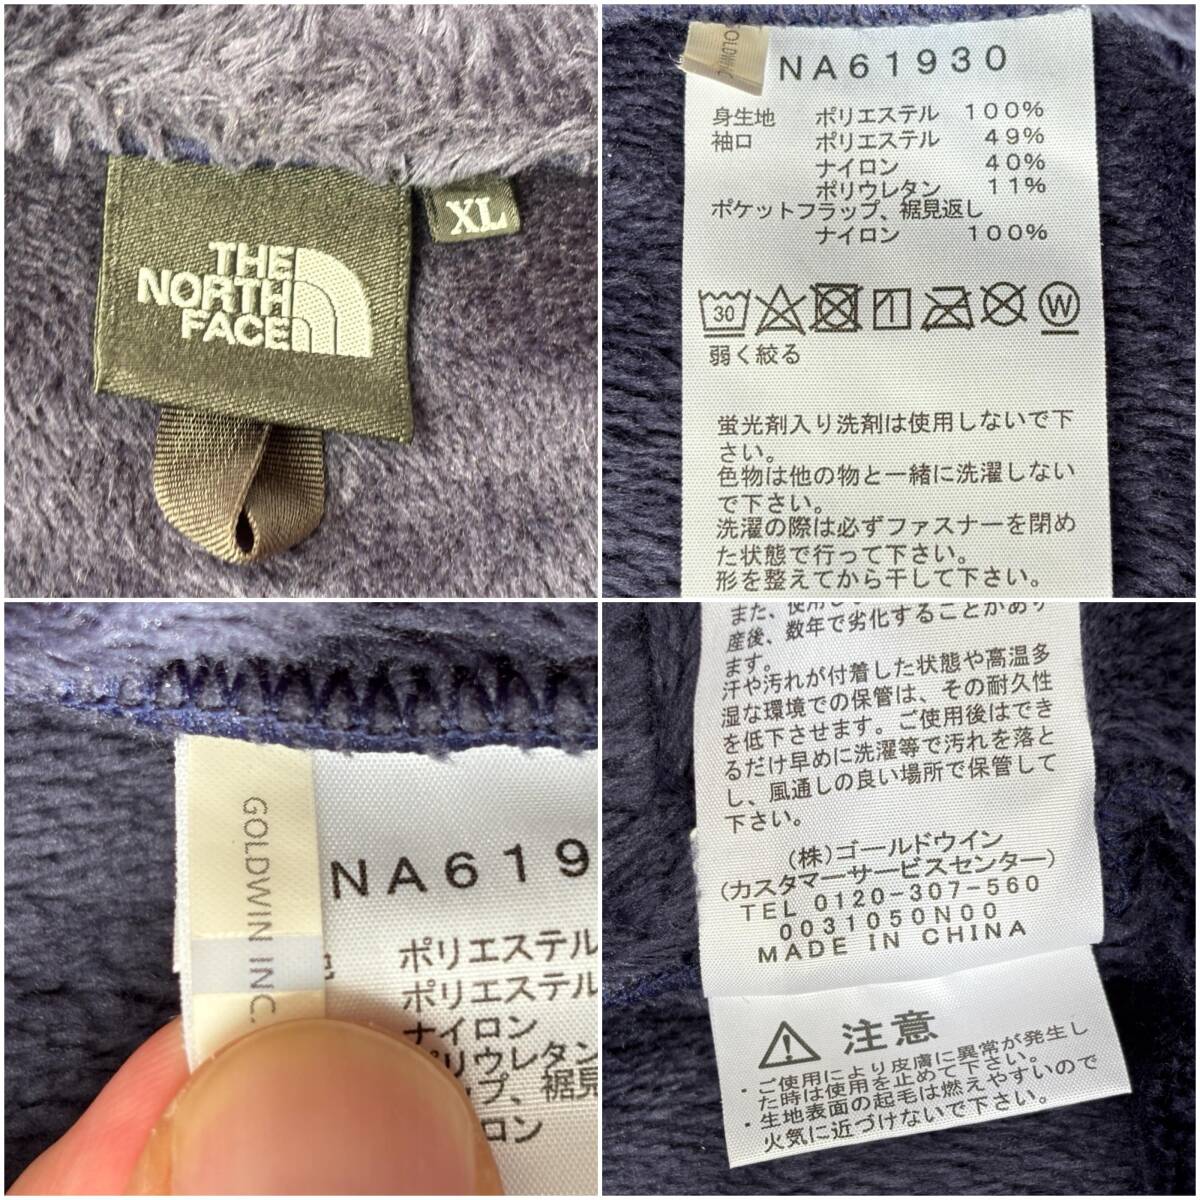 THE
NORTH
FACE
XL
OLDWINC
NA61930
身生地 ポリエステル 100%
袖口 ポリエステル 49%
ナイロン 40%
ポリウレタン 11%
ポケットフラップ、裾見返し
ナイロン 100%
30
W
弱く絞る
蛍光剤入り洗剤は使用しないで下
さい。
色物は他の物と一緒に洗濯しない
で下さい。
洗濯の際は必ずファスナーを閉め
た状態で行って下さい。
形を整えてから干して下さい。
GOLDWIN INC.
NA619
ポリエステル
ポリエステル
ナイロン
ポリウレタン
ップ、裾見
ロン
また、使用し
産後、数年で劣化することがあり
ます。
汗や汚れが付着した状態や高温多
湿な環境での保管は、その耐久性
を低下させます。ご使用後はでき
るだけ早めに洗濯等で汚れを落と
し、風通しの良い場所で保管して
下さい。
(株)ゴールドウイン
(カスタマーサービスセンター)
TEL 0120-307-560
0031050N00
MADE IN CHINA
注意
・ご使用により皮膚に異常が発生し
た時は使用を止めて下さい。
・生地表面の起毛は燃えやすいので
火気に近づけないで下さい。